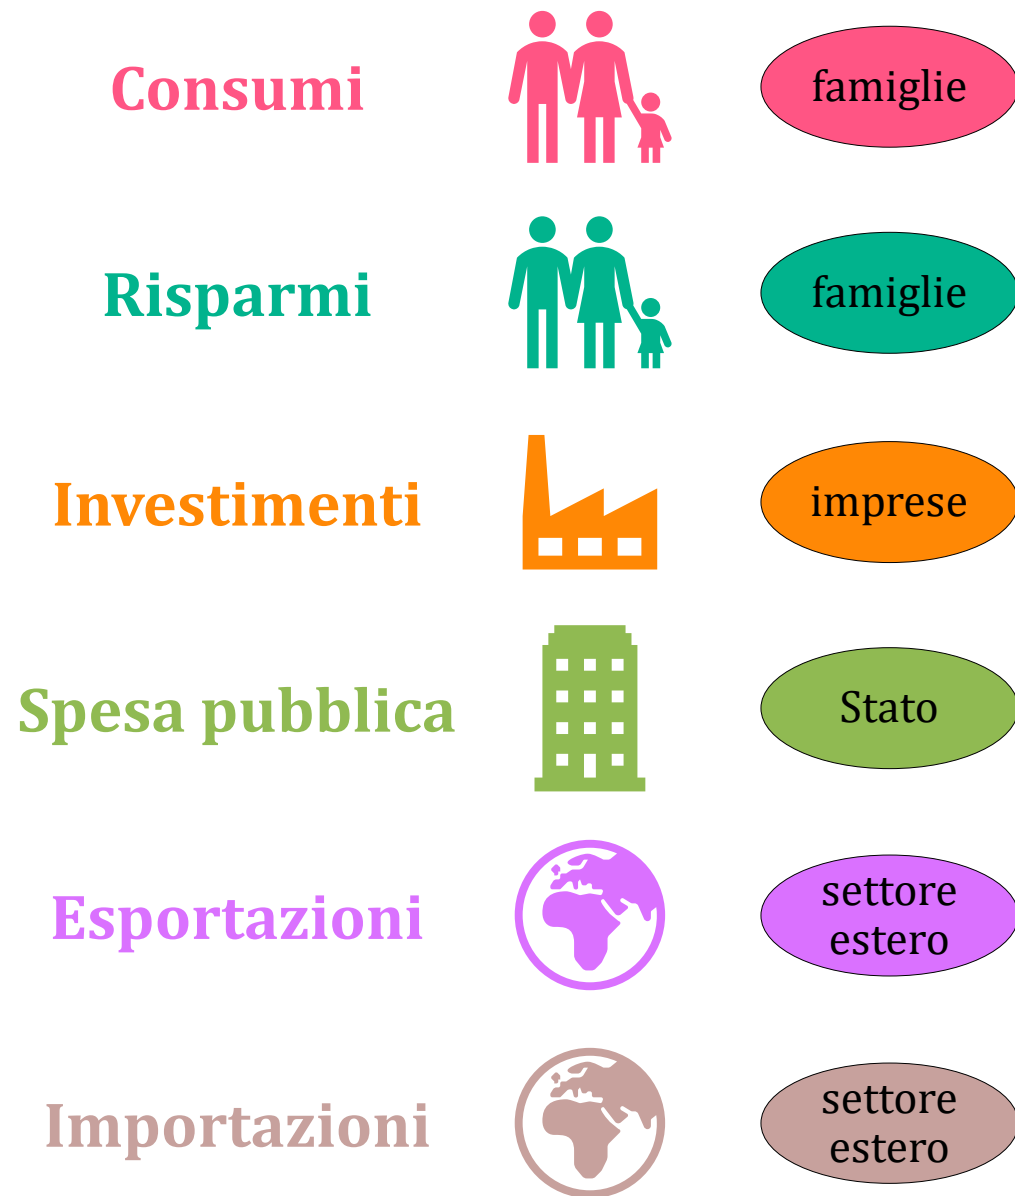 Consumi
famiglie
Risparmi
famiglie
Investimenti
imprese
Spesa pubblica
Stato
Esportazioni
settore
estero
Importazioni
settore
estero